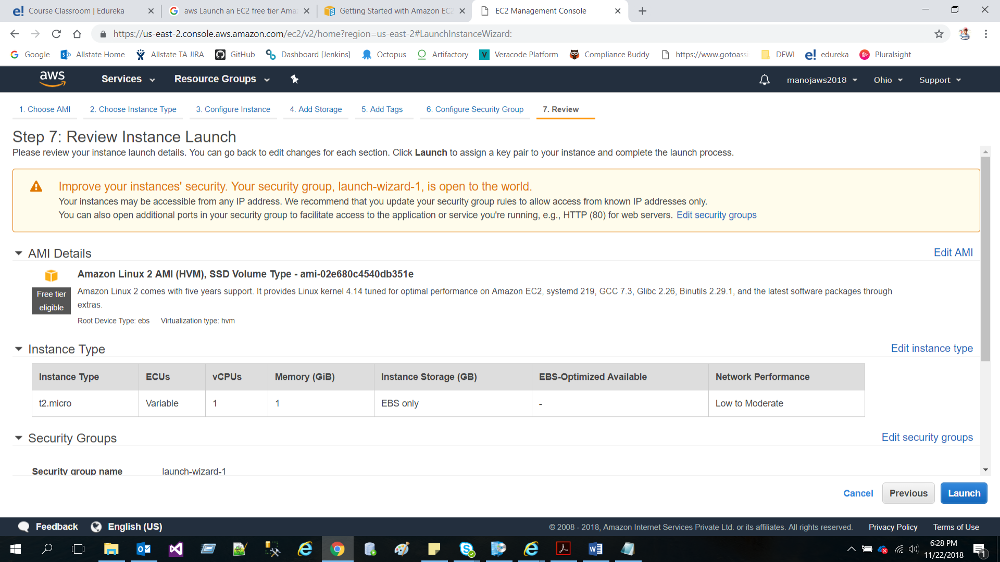 Course Classroom | Edureka
aws Launch an EC2 free tier Ama
Getting Started with Amazon EC2
EC2 Management Console
https://us-east-2.console.aws.amazon.com/ec2/v2/home?region=us-east-2#LaunchInstanceWizard:
Google Allstate Home Allstate TA JIRA GitHub Dashboard [Jenkins] Octopus Artifactory Veracode Platform Compliance Buddy https://www.gotoassi DEWI edureka Pluralsight
aws Services Resource Groups manojaws2018 Ohio Support
1. Choose AMI 2. Choose Instance Type 3. Configure Instance 4. Add Storage 5. Add Tags 6. Configure Security Group 7. Review
Step 7: Review Instance Launch
Please review your instance launch details. You can go back to edit changes for each section. Click Launch to assign a key pair to your instance and complete the launch process.
Improve your instances' security. Your security group, launch-wizard-1, is open to the world.
Your instances may be accessible from any IP address. We recommend that you update your security group rules to allow access from known IP addresses only.
You can also open additional ports in your security group to facilitate access to the application or service you're running, e.g., HTTP (80) for web servers. Edit security groups
AMI Details Edit AMI
Amazon Linux 2 AMI (HVM), SSD Volume Type - ami-02e680c4540db351e
Free tier eligible
Amazon Linux 2 comes with five years support. It provides Linux kernel 4.14 tuned for optimal performance on Amazon EC2, systemd 219, GCC 7.3, Glibc 2.26, Binutils 2.29.1, and the latest software packages through
extras.
Root Device Type: ebs Virtualization type: hvm
Instance Type Edit instance type
Instance Type ECUs vCPUs Memory (GiB) Instance Storage (GB) EBS-Optimized Available Network Performance
t2.micro Variable 1 1 EBS only - Low to Moderate
Security Groups Edit security groups
Security group name launch-wizard-1
Cancel Previous Launch
Feedback English (US) © 2008 - 2018, Amazon Internet Services Private Ltd. or its affiliates. All rights reserved. Privacy Policy Terms of Use
6:28 PM
11/22/2018
1